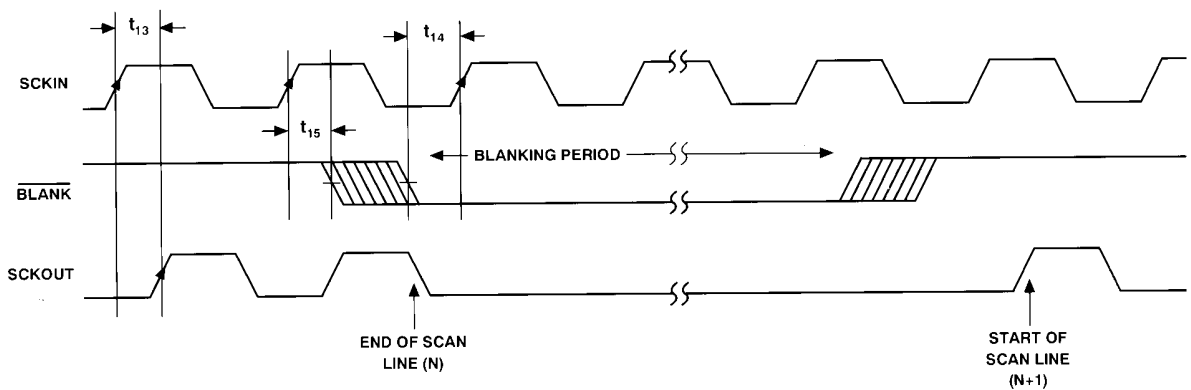 t13
t14
SCKIN
t15
BLANKING PERIOD
BLANK
SCKOUT
END OF SCAN
LINE (N)
START OF
SCAN LINE
(N+1)